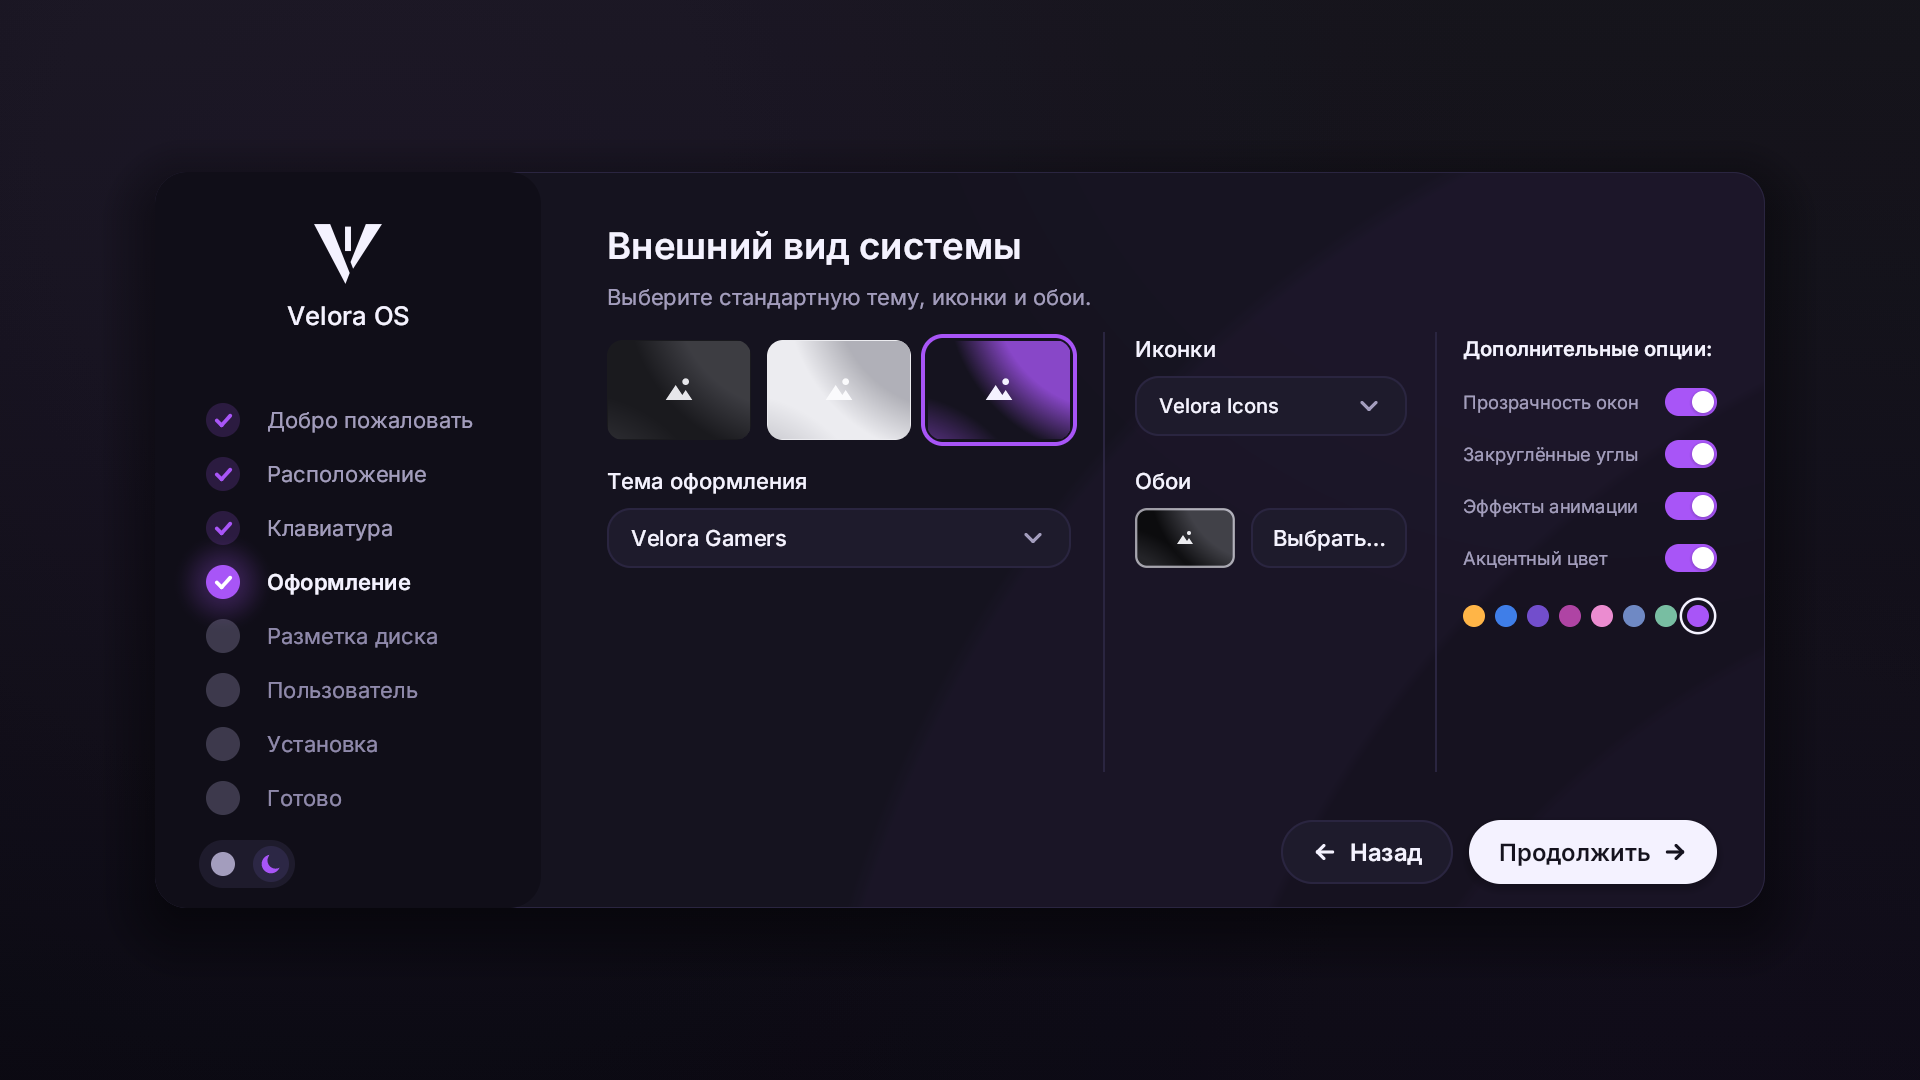 Velora OS
Добро пожаловать
Расположение
Клавиатура
Оформление
Разметка диска
Пользователь
Установка
Готово
Внешний вид системы
Выберите стандартную тему, иконки и обои.
Тема оформления
Velora Gamers
Иконки
Velora Icons
Обои
Выбрать...
Дополнительные опции:
Прозрачность окон
Закруглённые углы
Эффекты анимации
Акцентный цвет
Назад
Продолжить